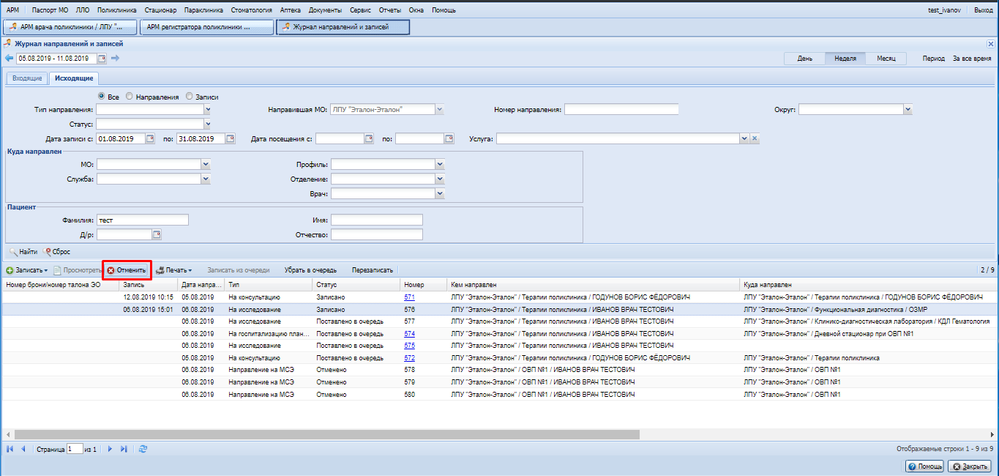 АРМ Паспорт МО ЛЛО Поликлиника Стационар Параклиника Стоматология Аптека Документы Сервис Отчеты Окна Помощь test_ivanov Выход
АРМ врача поликлиники / ЛПУ "... АРМ регистратора поликлиники ... Журнал направлений и записей
Журнал направлений и записей
05.08.2019 - 11.08.2019 День Неделя Месяц Период За все время
Входящие Исходящие
Все Направления Записи
Тип направления: Направившая МО: ЛПУ "Эталон-Эталон" Номер направления: Округ:
Статус:
Дата записи с: 01.08.2019 по: 31.08.2019 Дата посещения с: по: Услуга:
Куда направлен
МО: Профиль:
Служба: Отделение:
Врач:
Пациент
Фамилия: тест Имя:
Д/р: Отчество:
Найти Сброс
Записать Просмотреть Отменить Печать Записать из очереди Убрать в очередь Перезаписать 2 / 9
Номер брони/номер талона ЭО Запись Дата напра... Тип Статус Номер Кем направлен Куда направлен
12.08.2019 10:15 05.08.2019 На консультацию Записано 571 ЛПУ "Эталон-Эталон" / Терапии поликлиника / ГОДУНОВ БОРИС ФЁДОРОВИЧ ЛПУ "Эталон-Эталон" / Терапии поликлиника / ГОДУНОВ БОРИС ФЁДОРОВИЧ
06.08.2019 15:01 06.08.2019 На исследование Записано 576 ЛПУ "Эталон-Эталон" / Терапии поликлиника / ИВАНОВ ВРАЧ ТЕСТОВИЧ ЛПУ "Эталон-Эталон" / Функциональная диагностика / ОЗМР
06.08.2019 На исследование Поставлено в очередь 577 ЛПУ "Эталон-Эталон" / Терапии поликлиника / ИВАНОВ ВРАЧ ТЕСТОВИЧ ЛПУ "Эталон-Эталон" / Клинико-диагностическая лаборатория / КДЛ Гематология
06.08.2019 На госпитализацию план... Поставлено в очередь 574 ЛПУ "Эталон-Эталон" / Терапии поликлиника / ИВАНОВ ВРАЧ ТЕСТОВИЧ ЛПУ "Эталон-Эталон" / Дневной стационар при ОВП №1
06.08.2019 На исследование Поставлено в очередь 575 ЛПУ "Эталон-Эталон" / Терапии поликлиника / ИВАНОВ ВРАЧ ТЕСТОВИЧ
05.08.2019 На консультацию Поставлено в очередь 572 ЛПУ "Эталон-Эталон" / Терапии поликлиника / ГОДУНОВ БОРИС ФЁДОРОВИЧ ЛПУ "Эталон-Эталон" / Терапии поликлиника
06.08.2019 Направление на МСЭ Отменено 578 ЛПУ "Эталон-Эталон" / ОВП №1 / ИВАНОВ ВРАЧ ТЕСТОВИЧ ЛПУ "Эталон-Эталон" / ОВП №1
06.08.2019 Направление на МСЭ Отменено 579 ЛПУ "Эталон-Эталон" / ОВП №1 / ИВАНОВ ВРАЧ ТЕСТОВИЧ ЛПУ "Эталон-Эталон" / ОВП №1
06.08.2019 Направление на МСЭ Отменено 580 ЛПУ "Эталон-Эталон" / ОВП №1 / ИВАНОВ ВРАЧ ТЕСТОВИЧ ЛПУ "Эталон-Эталон" / ОВП №1
Страница 1 из 1 Отображаемые строки 1 - 9 из 9
Помощь Закрыть